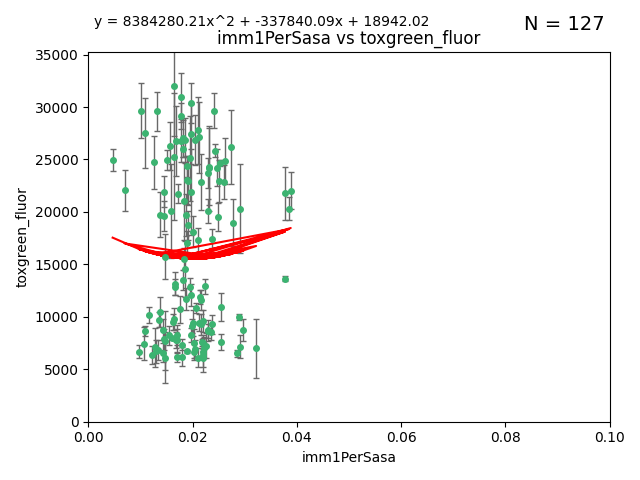 y = 8384280.21x^2 + -337840.09x + 18942.02
N = 127
imm1PerSasa vs toxgreen_fluor
toxgreen_fluor
35000
30000
25000
20000
15000
10000
5000
0
0.00 0.02 0.04 0.06 0.08 0.10
imm1PerSasa